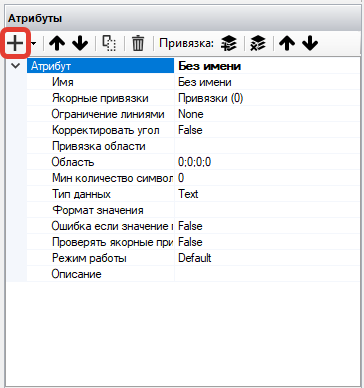 Атрибуты
Привязка:
Атрибут Без имени
Имя Без имени
Якорные привязки Привязки (0)
Ограничение линиями None
Корректировать угол False
Привязка области
Область 0;0;0;0
Мин количество символ 0
Тип данных Text
Формат значения
Ошибка если значение False
Проверять якорные при False
Режим работы Default
Описание